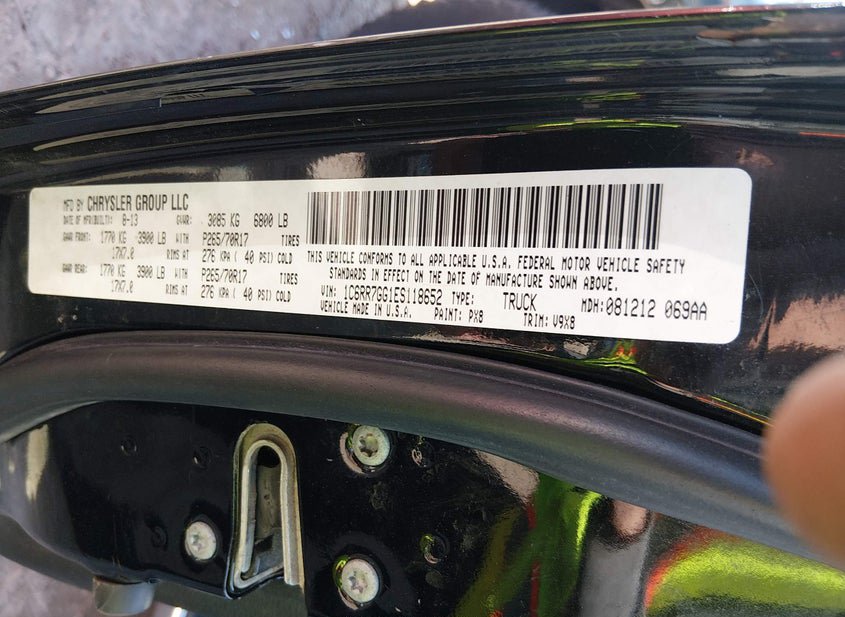 MFD BY CHRYSLER GROUP LLC
DATE OF MFR(BUILT): 8-13 GVWR: 3085 KG 6800 LB
GAWR FRONT: 1770 KG 3900 LB WITH P265/70R17 TIRES
17X7.0 RIMS AT 276 KPA ( 40 PSI) COLD
GAWR REAR: 1770 KG 3900 LB WITH P265/70R17 TIRES
17X7.0 RIMS AT 276 KPA ( 40 PSI) COLD
THIS VEHICLE CONFORMS TO ALL APPLICABLE U.S.A. FEDERAL MOTOR VEHICLE SAFETY
STANDARDS IN EFFECT ON THE DATE OF MANUFACTURE SHOWN ABOVE.
VIN: 1C6RR7GG1ES118652 TYPE: TRUCK MDH: 081212 069AA
VEHICLE MADE IN U.S.A. PAINT: PX8 TRIM: V9X8